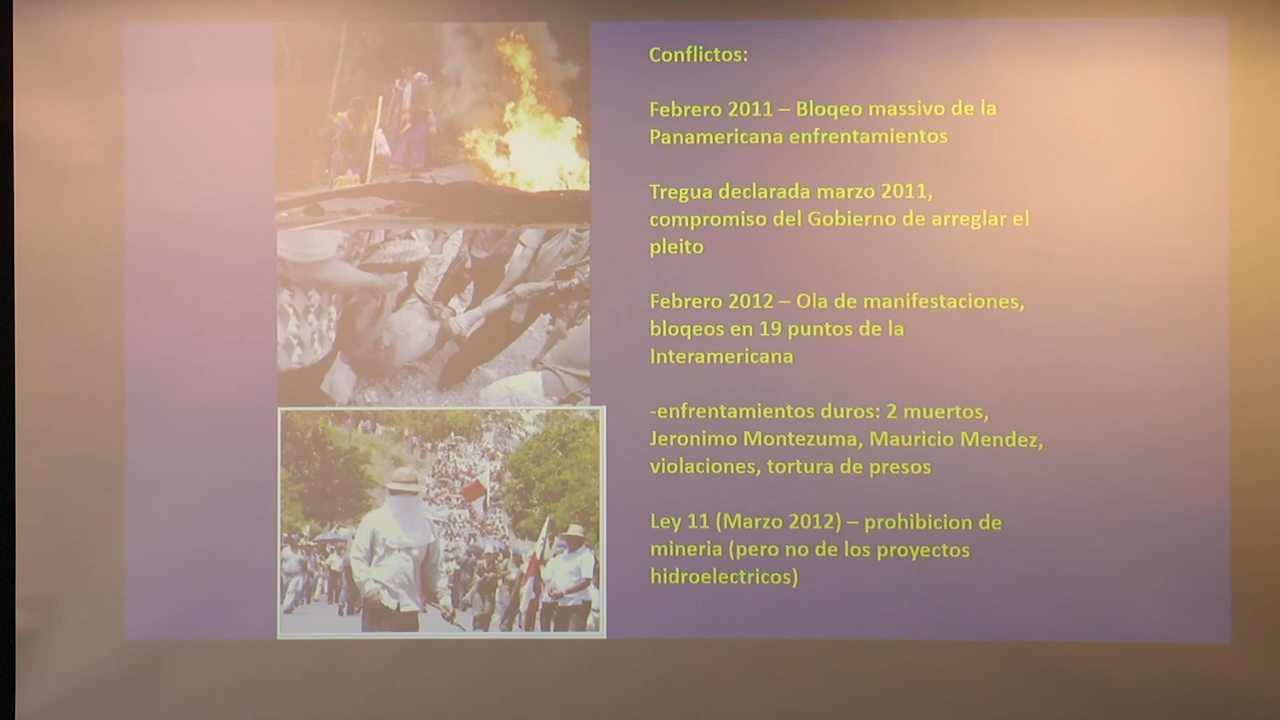 Conflictos:
Febrero 2011 – Bloqeo massivo de la
Panamericana enfrentamientos
Tregua declarada marzo 2011,
compromiso del Gobierno de arreglar el
pleito
Febrero 2012 – Ola de manifestaciones,
bloqeos en 19 puntos de la
Interamericana
-enfrentamientos duros: 2 muertos,
Jeronimo Montezuma, Mauricio Mendez,
violaciones, tortura de presos
Ley 11 (Marzo 2012) – prohibicion de
mineria (pero no de los proyectos
hidroelectricos)